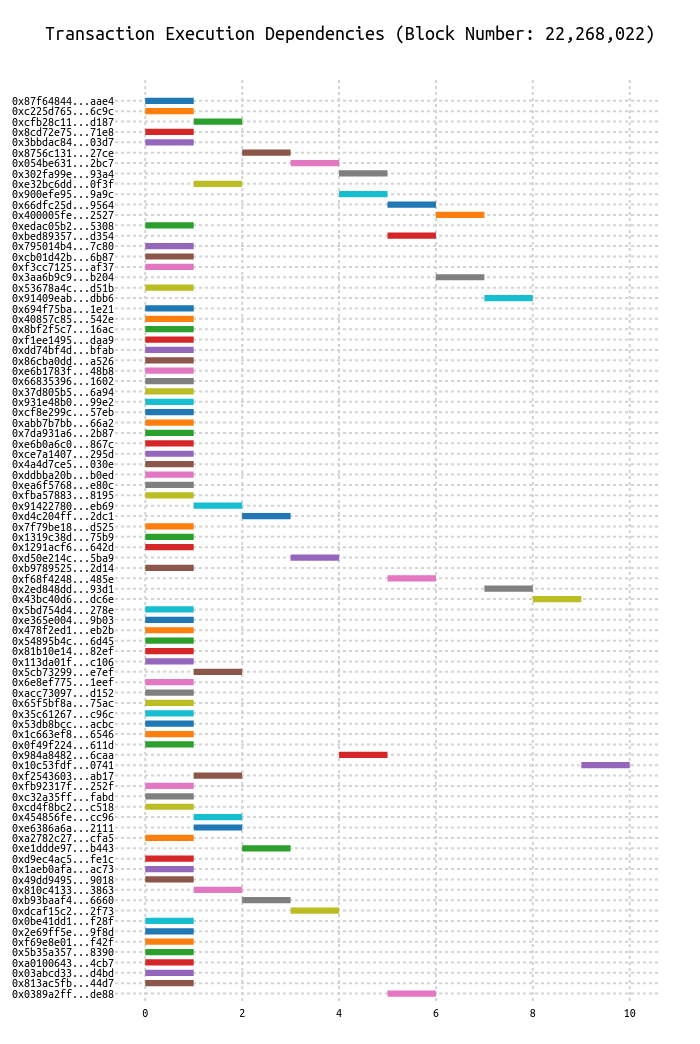 Transaction Execution Dependencies (Block Number: 22,268,022)
0x87f64844...aae4
0xc225d765...6c9c
0xcfb28c11...d187
0x8cd72e75...71e8
0x3bbdac84...03d7
0x8756c131...27ce
0x054be631...2bc7
0x302fa99e...93a4
0xe32bc6dd...0f3f
0x900efe95...9a9c
0x66dfc25d...9564
0x400005fe...2527
0xedac05b2...5308
0xbed89357...d354
0x795014b4...7c80
0xcb01d42b...6b87
0xf3cc7125...af37
0x3aa6b9c9...b204
0x53678a4c...d51b
0x91409eab...dbb6
0x694f75ba...1e21
0x40857c85...542e
0x8bf2f5c7...16ac
0xf1ee1495...daa9
0xdd74bf4d...bfab
0x86cba0dd...a526
0xe6b1783f...48b8
0x66835396...1602
0x37d805b5...6a94
0x931e48b0...99e2
0xcf8e299c...57eb
0xabb7b7bb...66a2
0x7da931a6...2b87
0xe6b0a6c0...867c
0xce7a1407...295d
0x4a4d7ce5...030e
0xddbba20b...b0ed
0xea6f5768...e80c
0xfba57883...8195
0x91422780...eb69
0xd4c204ff...2dc1
0x7f79be18...d525
0x1319c38d...75b9
0x1291acf6...642d
0xd50e214c...5ba9
0xb9789525...2d14
0xf68f4248...485e
0x2ed848dd...93d1
0x43bc40d6...dc6e
0x5bd754d4...278e
0xe365e004...9b03
0x478f2ed1...eb2b
0x54895b4c...6d45
0x81b10e14...82ef
0x113da01f...c106
0x5cb73299...e7ef
0x6e8ef775...1eef
0xacc73097...d152
0x65f5bf8a...75ac
0x35c61267...c96c
0x53db8bcc...acbc
0x1c663ef8...6546
0x0f49f224...611d
0x984a8482...6caa
0x10c53fdf...0741
0xf2543603...ab17
0xfb92317f...252f
0xc32a35ff...fabd
0xcd4f8bc2...c518
0x454856fe...cc96
0xe6386a6a...2111
0xa2782c27...cfa5
0xe1ddde97...b443
0xd9ec4ac5...fe1c
0x1aeb0afa...ac73
0x49dd9495...9018
0x810c4133...3863
0xb93baaf4...6660
0xdcaf15c2...2f73
0x0be41dd1...f28f
0x2e69ff5e...9f8d
0xf69e8e01...f42f
0x5b35a357...8390
0xa0100643...4cb7
0x03abcd33...d4bd
0x813ac5fb...44d7
0x0389a2ff...de88
0 2 4 6 8 10